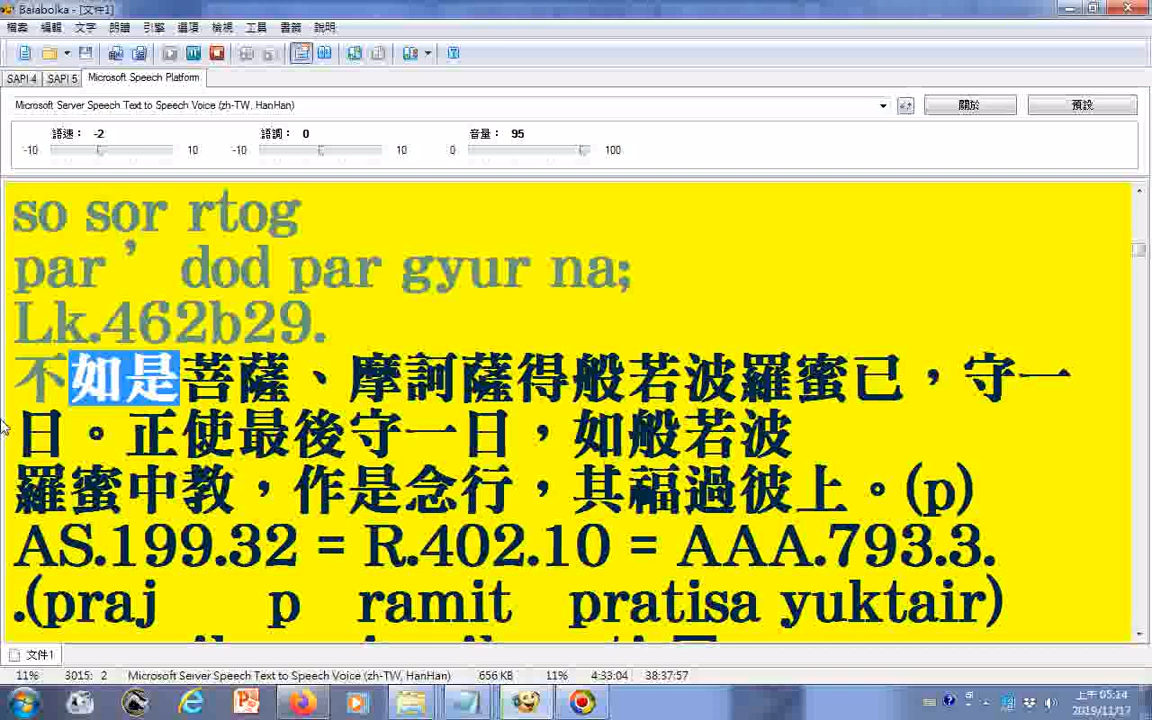 Balabolka - [文件1]
檔案 編輯 文字 朗讀 引擎 選項 檢視 工具 書籤 說明
SAPI 4 SAPI 5 Microsoft Speech Platform
Microsoft Server Speech Text to Speech Voice (zh-TW, HanHan) 關於 預設
語速： -2 語調： 0 音量： 95
-10 10 -10 10 0 100
so sor rtog
par ’ dod par gyur na;
Lk.462b29.
不如是菩薩、摩訶薩得般若波羅蜜已，守一
日。正使最後守一日，如般若波
羅蜜中教，作是念行，其福過彼上。(p)
AS.199.32 = R.402.10 = AAA.793.3.
.(praj p ramit pratisa yuktair)
文件1
11% 3015: 2 Microsoft Server Speech Text to Speech Voice (zh-TW, HanHan) 656 KB 11% 4:33:04 38:37:57
上午 05:14
2019/11/17